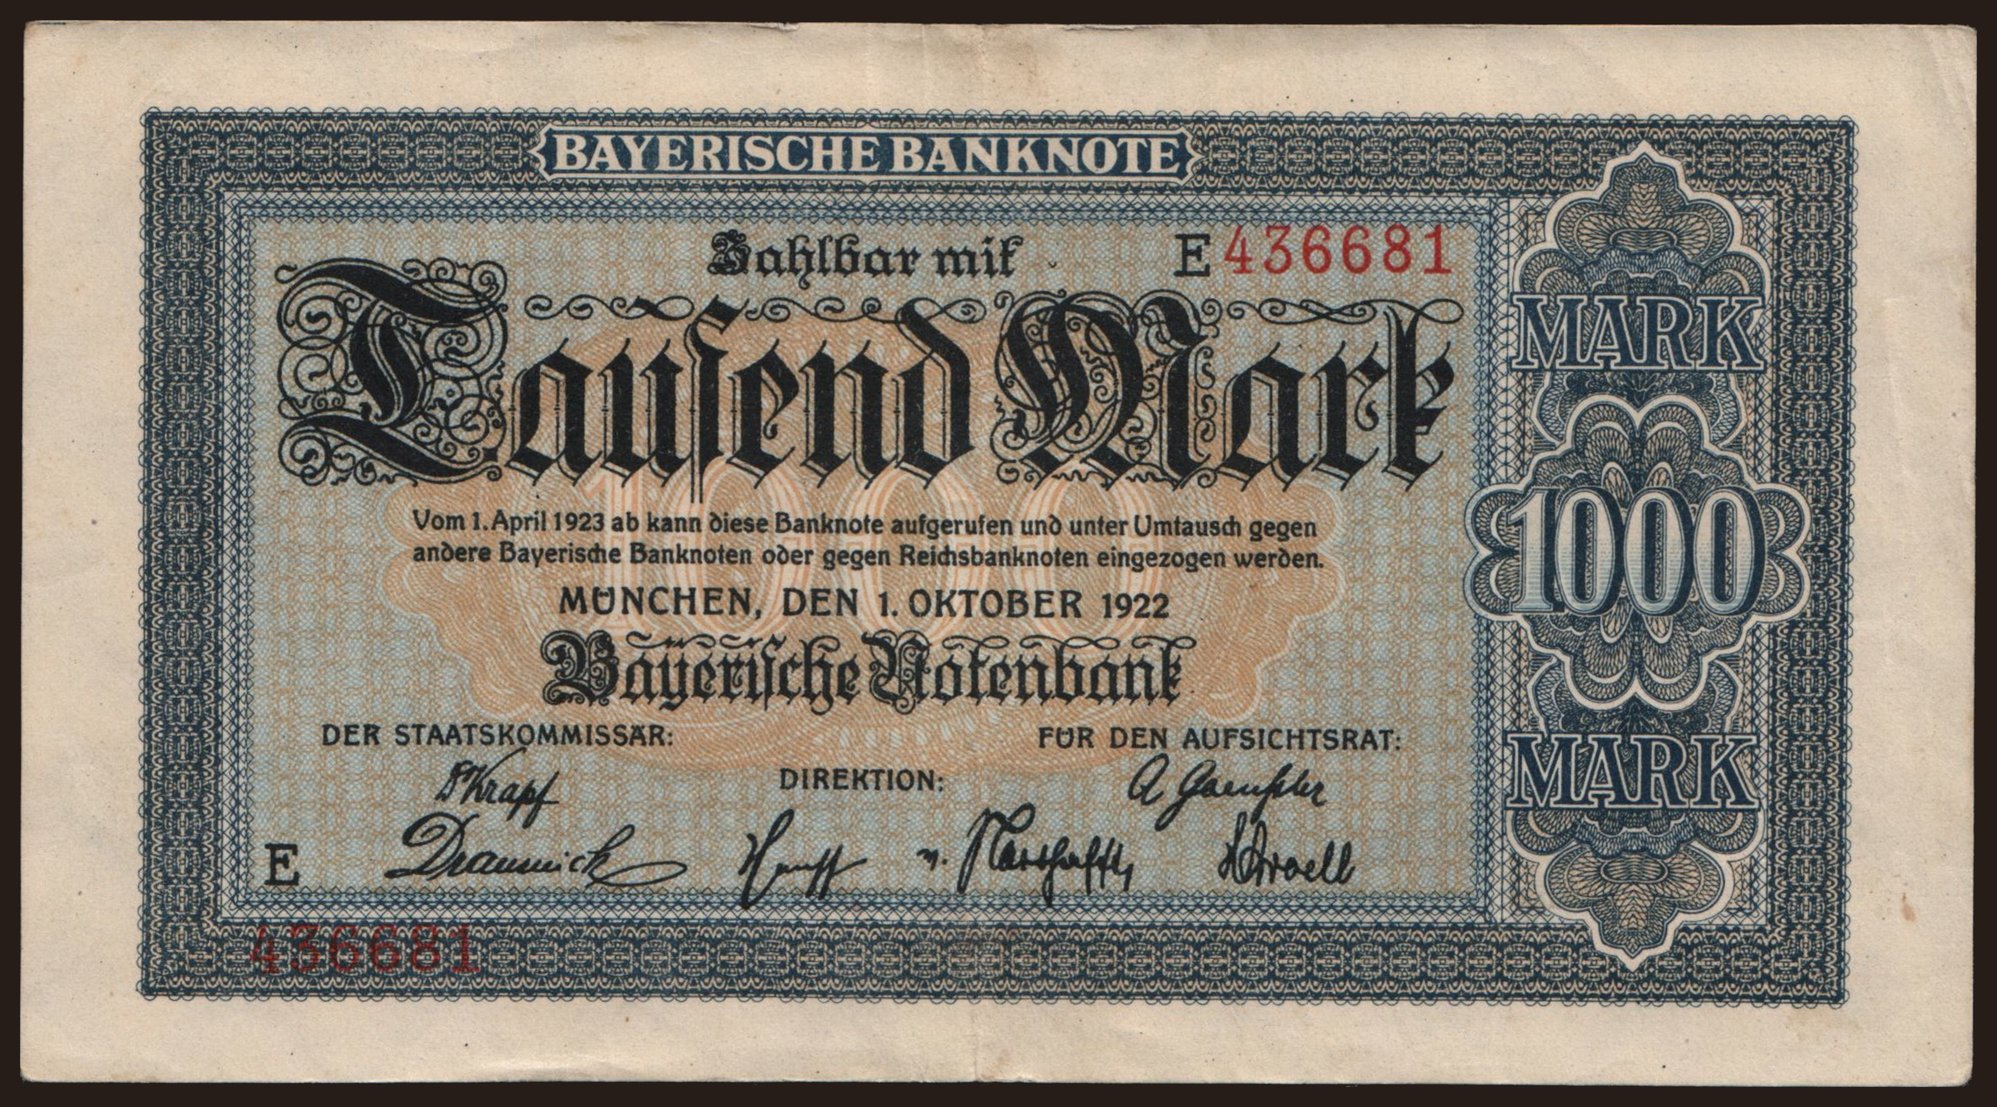 BAYERISCHE BANKNOTE
Zahlbar mit
E 436681
Tausend Mark
MARK
1000
MARK
1000
Vom 1. April 1923 ab kann diese Banknote aufgerufen und unter Umtausch gegen
andere Bayerische Banknoten oder gegen Reichsbanknoten eingezogen werden.
MÜNCHEN, DEN 1. OKTOBER 1922
Bayerische Notenbank
DER STAATSKOMMISSÄR:
FÜR DEN AUFSICHTSRAT:
DIREKTION:
E
436681